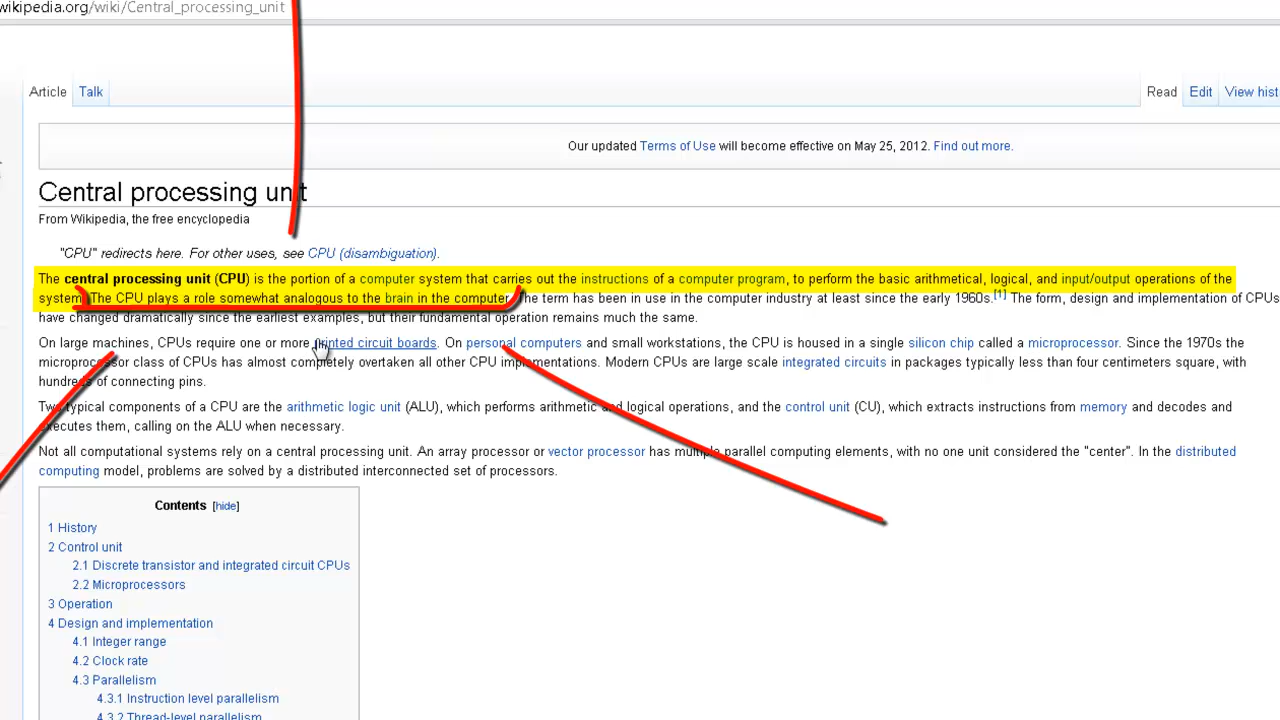 wikipedia.org/wiki/Central_processing_unit
Article Talk Read Edit View hist
Our updated Terms of Use will become effective on May 25, 2012. Find out more.
Central processing unit
From Wikipedia, the free encyclopedia
"CPU" redirects here. For other uses, see CPU (disambiguation).
The central processing unit (CPU) is the portion of a computer system that carries out the instructions of a computer program, to perform the basic arithmetical, logical, and input/output operations of the
system. The CPU plays a role somewhat analogous to the brain in the computer. The term has been in use in the computer industry at least since the early 1960s.[1] The form, design and implementation of CPUs
have changed dramatically since the earliest examples, but their fundamental operation remains much the same.
On large machines, CPUs require one or more printed circuit boards. On personal computers and small workstations, the CPU is housed in a single silicon chip called a microprocessor. Since the 1970s the
microprocessor class of CPUs has almost completely overtaken all other CPU implementations. Modern CPUs are large scale integrated circuits in packages typically less than four centimeters square, with
hundreds of connecting pins.
Two typical components of a CPU are the arithmetic logic unit (ALU), which performs arithmetic and logical operations, and the control unit (CU), which extracts instructions from memory and decodes and
executes them, calling on the ALU when necessary.
Not all computational systems rely on a central processing unit. An array processor or vector processor has multiple parallel computing elements, with no one unit considered the "center". In the distributed
computing model, problems are solved by a distributed interconnected set of processors.
Contents [hide]
1 History
2 Control unit
2.1 Discrete transistor and integrated circuit CPUs
2.2 Microprocessors
3 Operation
4 Design and implementation
4.1 Integer range
4.2 Clock rate
4.3 Parallelism
4.3.1 Instruction level parallelism
4.3.2 Thread-level parallelism